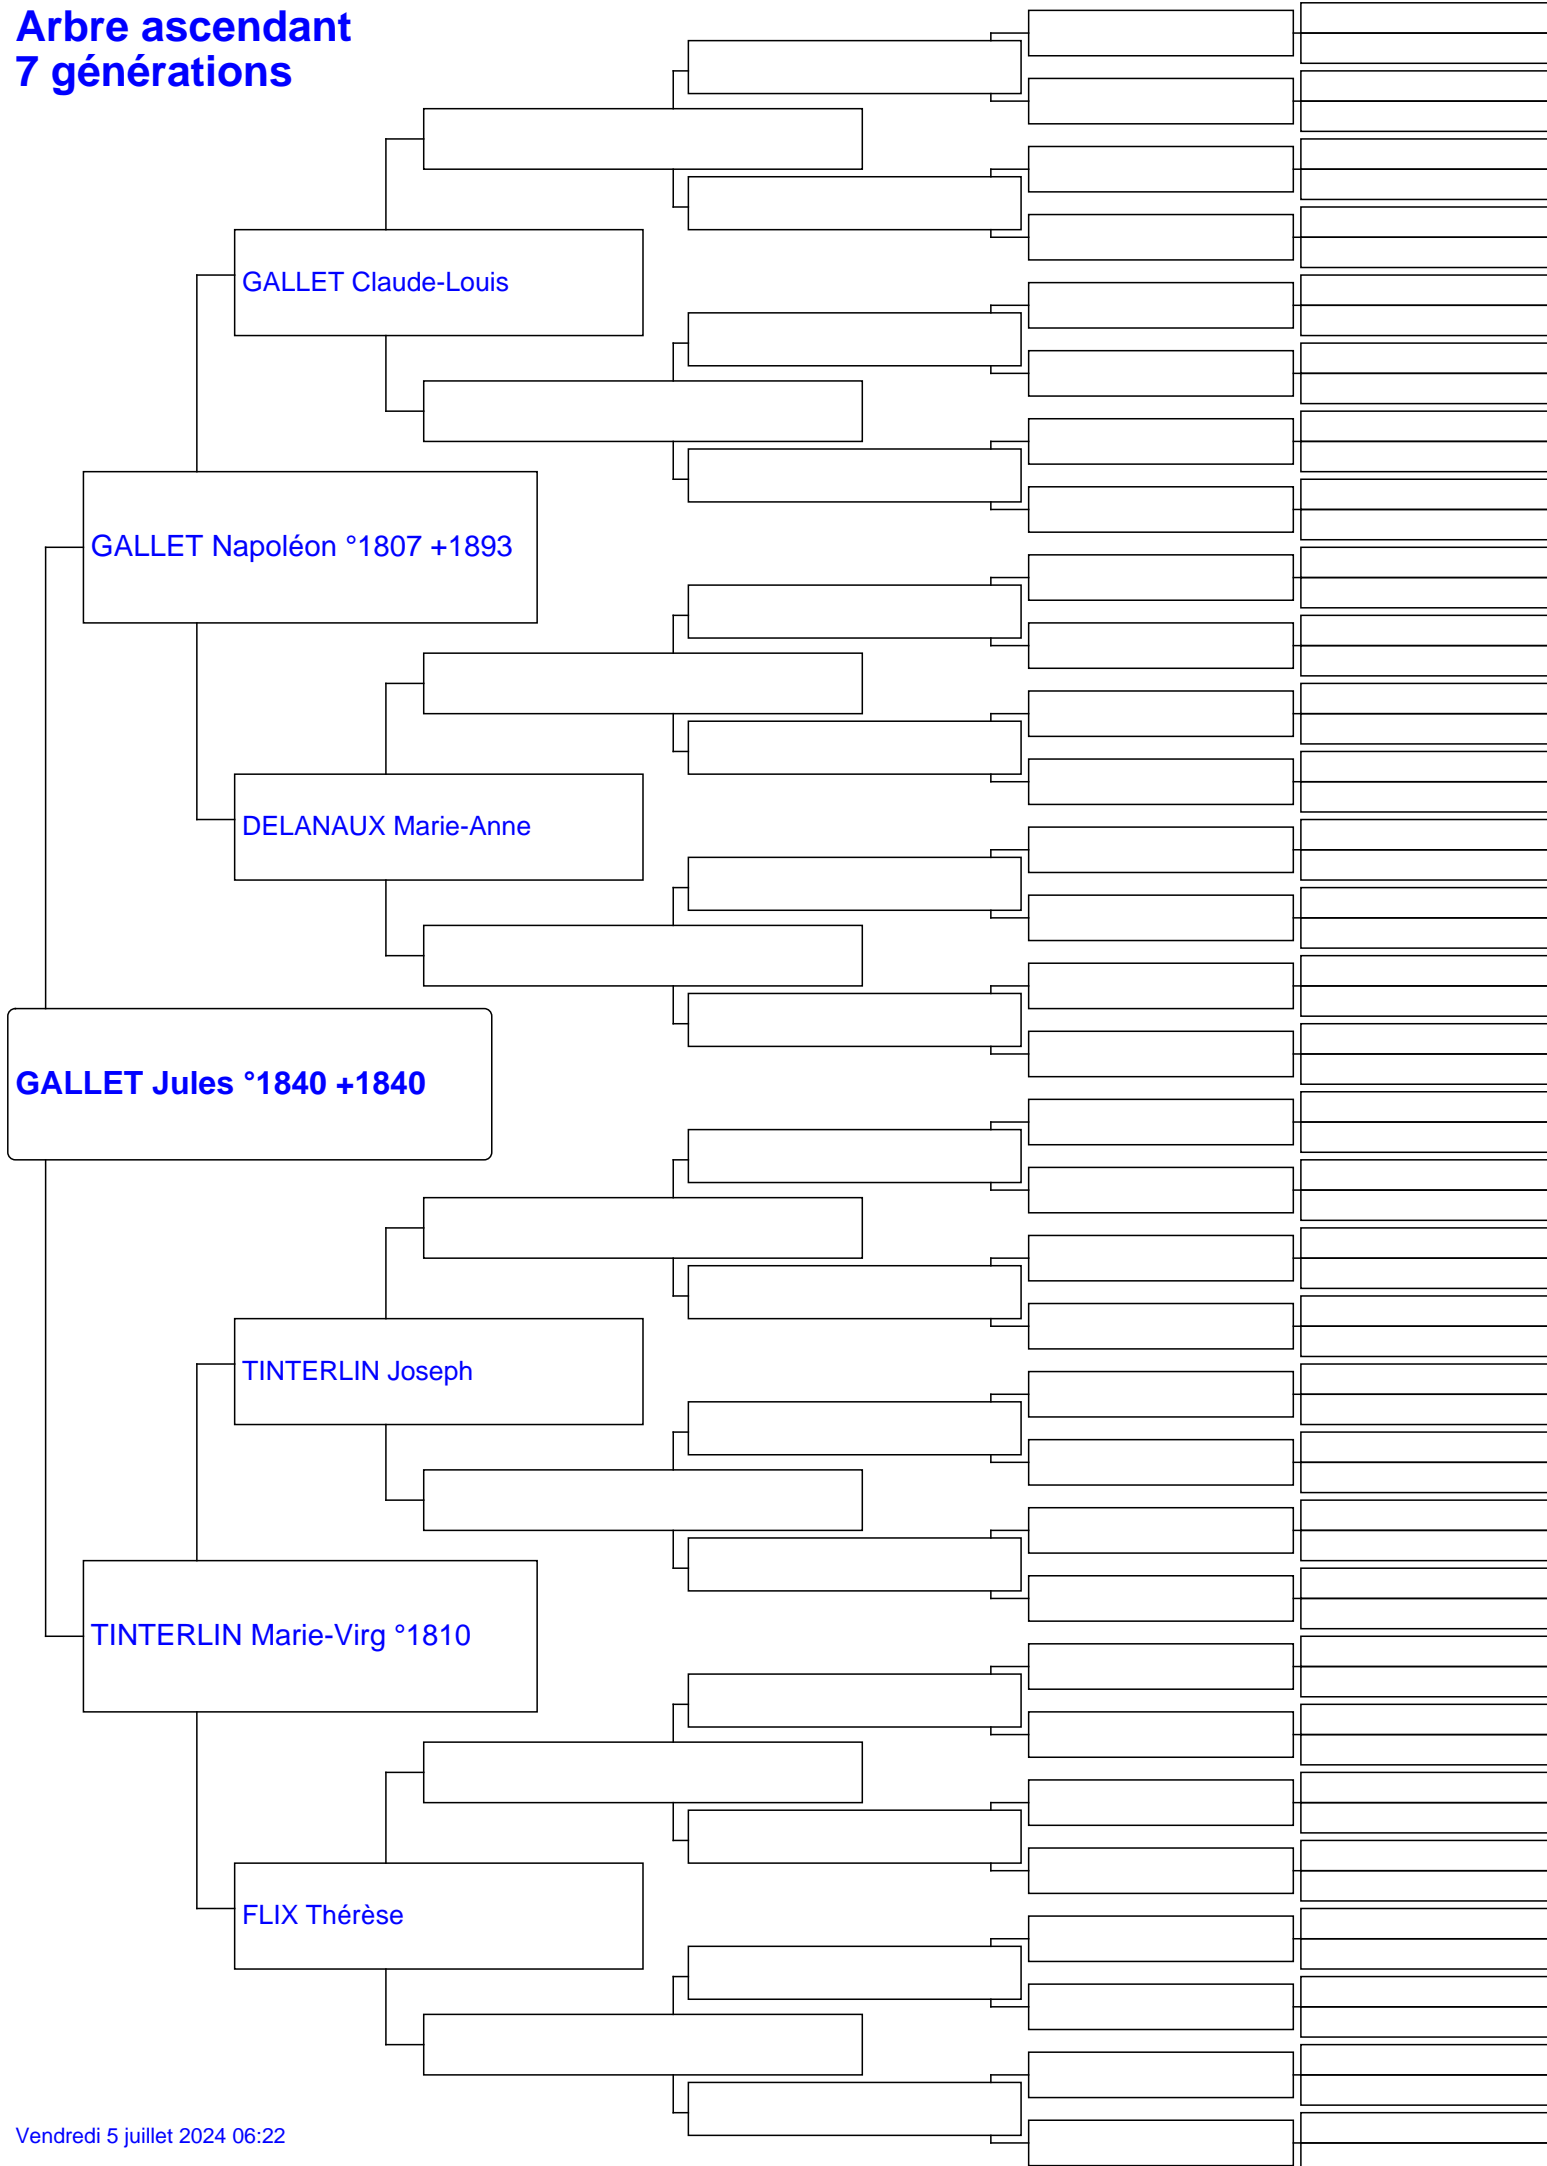 Arbre ascendant
7 générations
GALLET Claude-Louis
GALLET Napoléon °1807 +1893
DELANAUX Marie-Anne
GALLET Jules °1840 +1840
TINTERLIN Joseph
TINTERLIN Marie-Virg °1810
FLIX Thérèse
Vendredi 5 juillet 2024 06:22